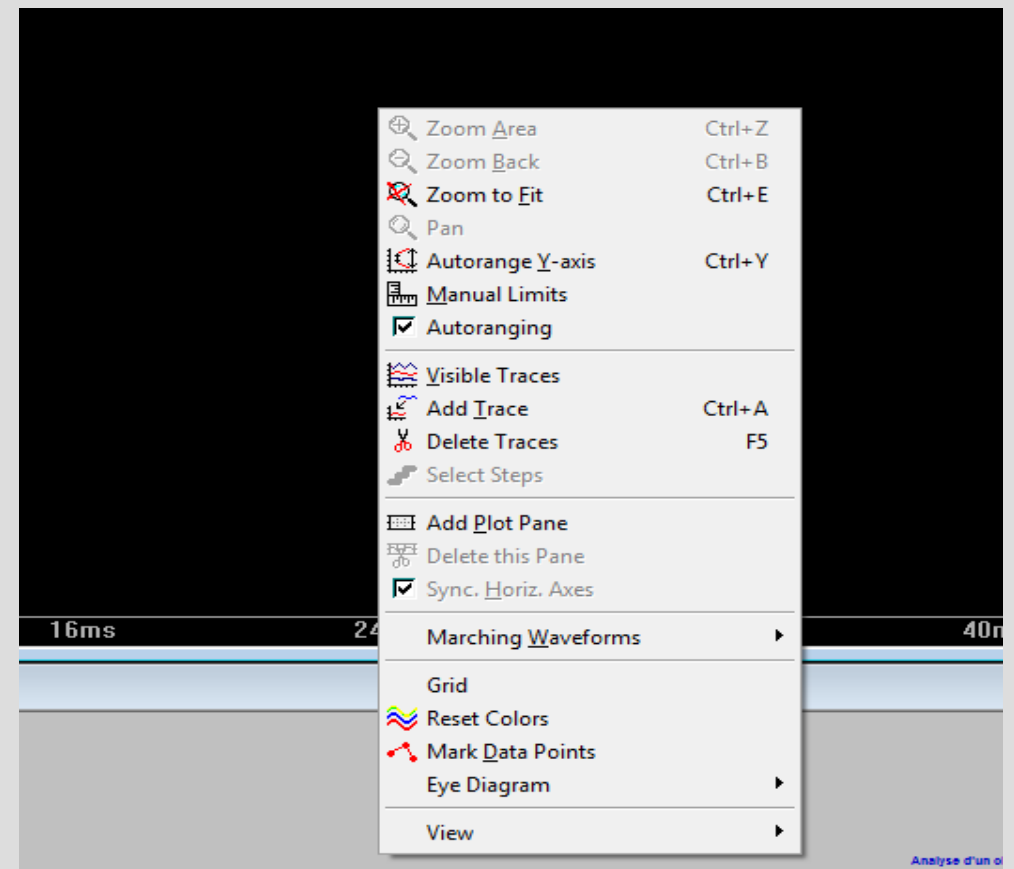 Zoom Area Ctrl+Z
Zoom Back Ctrl+B
Zoom to Fit Ctrl+E
Pan
Autorange Y-axis Ctrl+Y
Manual Limits
Autoranging
Visible Traces
Add Trace Ctrl+A
Delete Traces F5
Select Steps
Add Plot Pane
Delete this Pane
Sync. Horiz. Axes
16ms 24 40m
Marching Waveforms
Grid
Reset Colors
Mark Data Points
Eye Diagram
View
Analyse d'un